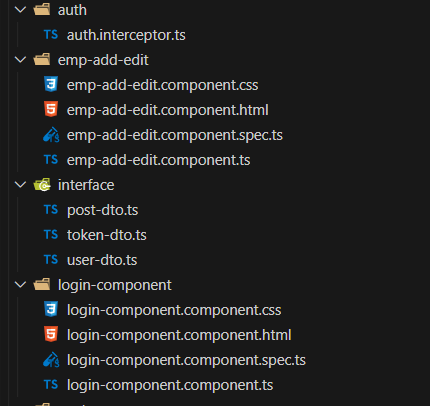 auth
TS auth.interceptor.ts
emp-add-edit
emp-add-edit.component.css
emp-add-edit.component.html
emp-add-edit.component.spec.ts
TS emp-add-edit.component.ts
interface
TS post-dto.ts
TS token-dto.ts
TS user-dto.ts
login-component
login-component.component.css
login-component.component.html
login-component.component.spec.ts
TS login-component.component.ts